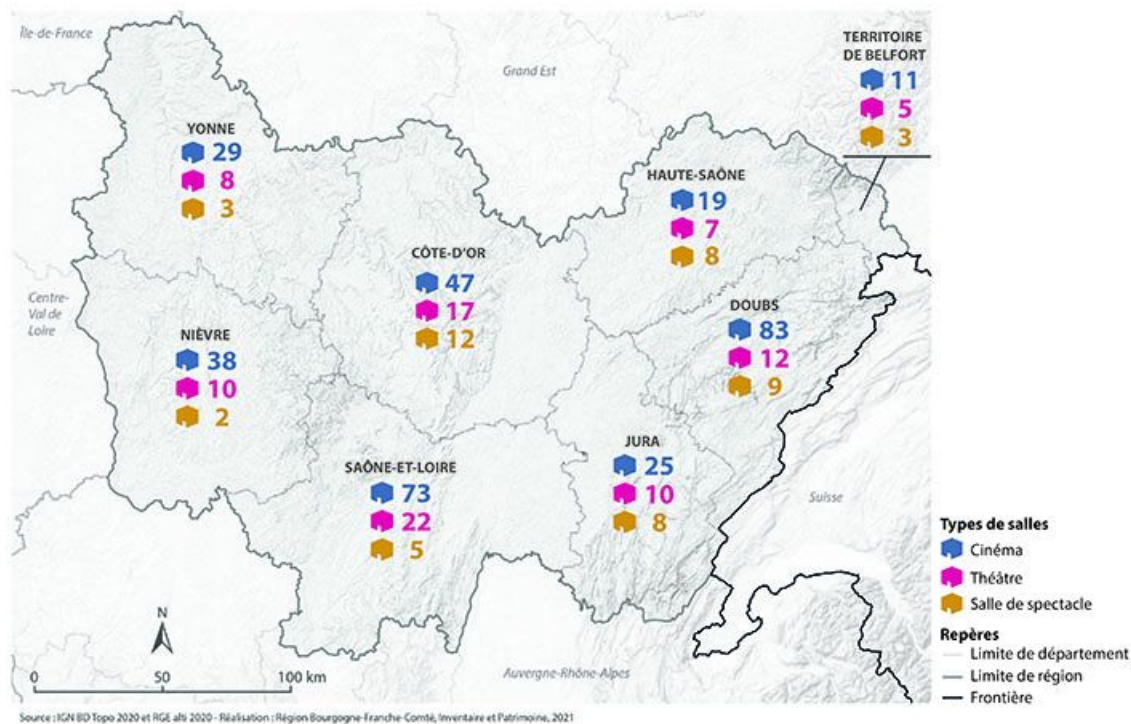 Île-de-France
Grand Est
TERRITOIRE
DE BELFORT
11
5
3
YONNE
29
8
3
HAUTE-SAÔNE
19
7
8
CÔTE-D'OR
47
17
12
Centre-
Val de
Loire
NIÈVRE
38
10
2
DOUBS
83
12
9
SAÔNE-ET-LOIRE
73
22
5
JURA
25
10
8
Suisse
Auvergne-Rhône-Alpes
N
0 50 100 km
Types de salles
Cinéma
Théâtre
Salle de spectacle
Repères
Limite de département
Limite de région
Frontière
Source : IGN BD Topo 2020 et RGE alti 2020 - Réalisation : Région Bourgogne-Franche-Comté, Inventaire et Patrimoine, 2021